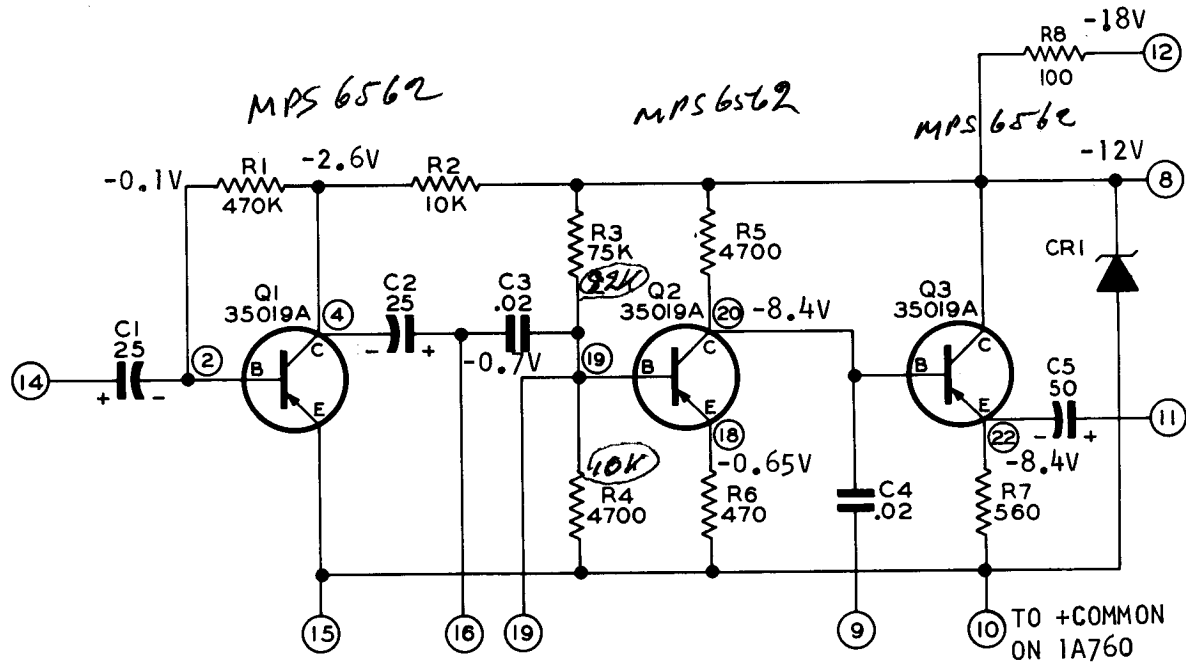 -18V
R8
12
100
MPS 6562
MPS 6562
MPS 6562
-0.1V
R1
-2.6V
R2
-12V
470K
10K
8
R3
75K
R5
4700
CR1
22K
Q1
35019A
C2
25
C3
.02
Q2
35019A
20
-8.4V
Q3
35019A
4
C
C
C
C1
25
2
- +
-0.7V
19
C5
50
14
B
B
B
11
+ -
E
E
E
18
22
- +
10K
-0.65V
-8.4V
R4
4700
R6
470
C4
.02
R7
560
15
16
19
9
10
TO +COMMON
ON 1A760